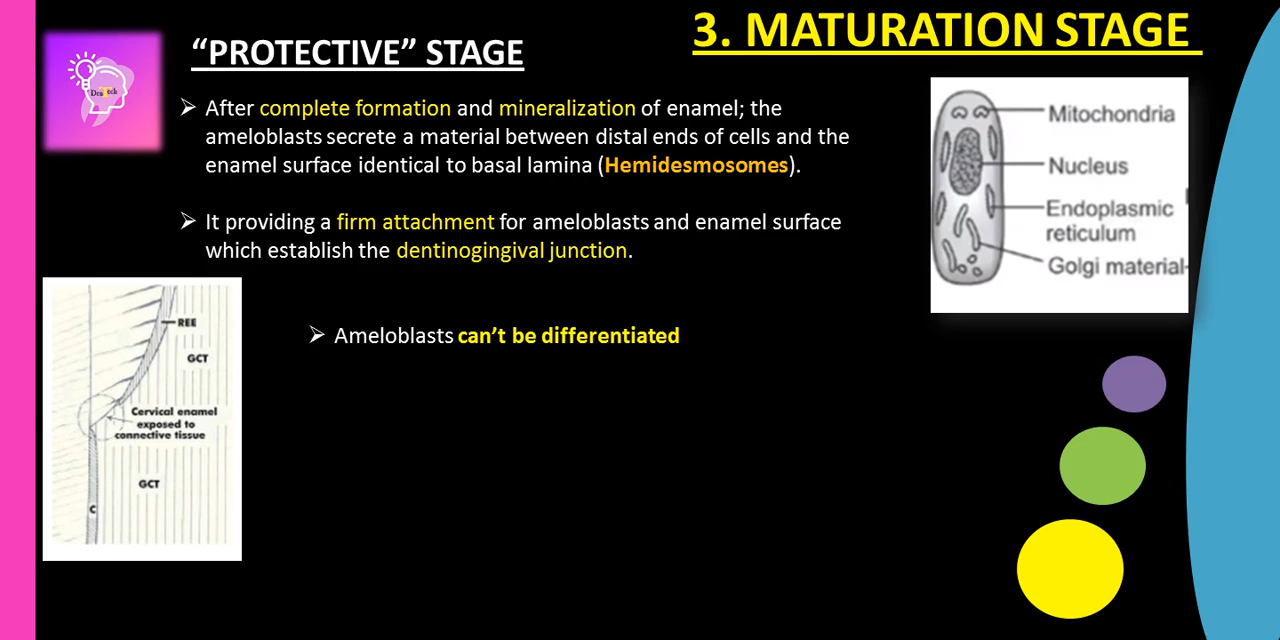 3. MATURATION STAGE
“PROTECTIVE” STAGE
➢ After complete formation and mineralization of enamel; the
ameloblasts secrete a material between distal ends of cells and the
enamel surface identical to basal lamina (Hemidesmosomes).
➢ It providing a firm attachment for ameloblasts and enamel surface
which establish the dentinogingival junction.
➢ Ameloblasts can’t be differentiated
Mitochondria
Nucleus
Endoplasmic
reticulum
Golgi material
REE
GCT
Cervical enamel
exposed to
connective tissue
GCT
C